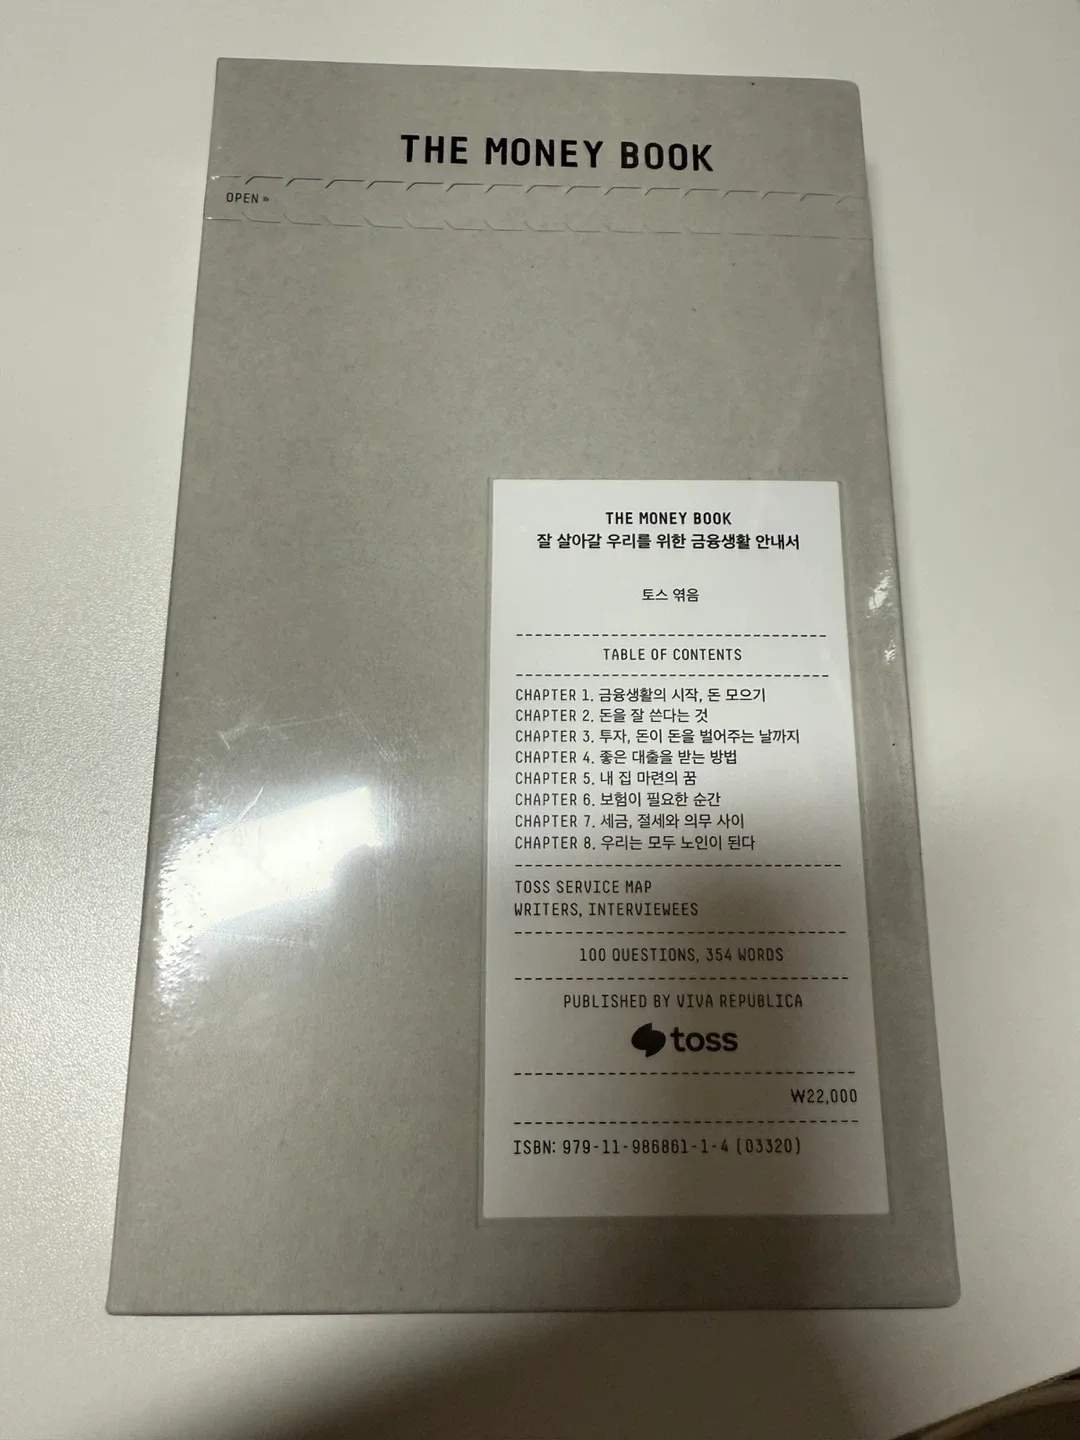 THE MONEY BOOK
OPEN »
THE MONEY BOOK
잘 살아갈 우리를 위한 금융생활 안내서
토스 엮음
TABLE OF CONTENTS
CHAPTER 1. 금융생활의 시작, 돈 모으기
CHAPTER 2. 돈을 잘 쓴다는 것
CHAPTER 3. 투자, 돈이 돈을 벌어주는 날까지
CHAPTER 4. 좋은 대출을 받는 방법
CHAPTER 5. 내 집 마련의 꿈
CHAPTER 6. 보험이 필요한 순간
CHAPTER 7. 세금, 절세와 의무 사이
CHAPTER 8. 우리는 모두 노인이 된다
TOSS SERVICE MAP
WRITERS, INTERVIEWEES
100 QUESTIONS, 354 WORDS
PUBLISHED BY VIVA REPUBLICA
toss
₩22,000
ISBN: 979-11-986861-1-4 (03320)